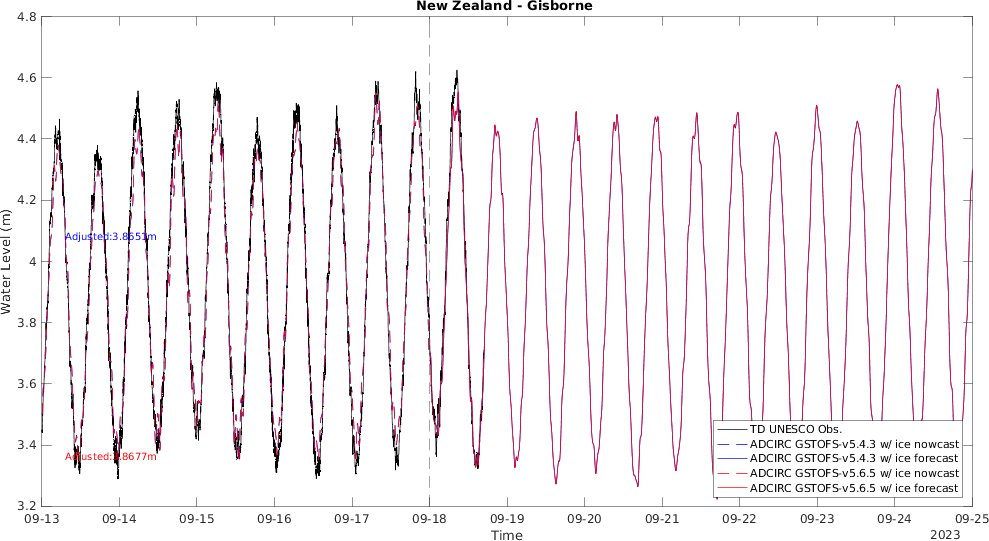 New Zealand - Gisborne
4.8
4.6
4.4
4.2
4
3.8
3.6
3.4
3.2
Water Level (m)
Adjusted:3.8651m
Adjusted:3.8677m
TD UNESCO Obs.
ADCIRC GSTOFS-v5.4.3 w/ ice nowcast
ADCIRC GSTOFS-v5.4.3 w/ ice forecast
ADCIRC GSTOFS-v5.6.5 w/ ice nowcast
ADCIRC GSTOFS-v5.6.5 w/ ice forecast
09-13 09-14 09-15 09-16 09-17 09-18 09-19 09-20 09-21 09-22 09-23 09-24 09-25
Time
2023